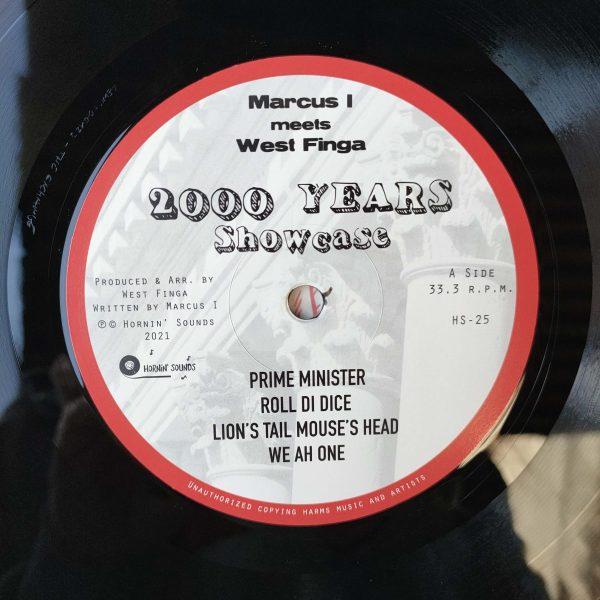 Marcus I
meets
West Finga
2000 YEARS
Showcase
PRODUCED & ARR. BY
WEST FINGA
WRITTEN BY MARCUS I
℗© HORNIN' SOUNDS
2021
HORNIN' SOUNDS
A SIDE
33.3 R.P.M.
HS-25
PRIME MINISTER
ROLL DI DICE
LION'S TAIL MOUSE'S HEAD
WE AH ONE
UNAUTHORIZED COPYING HARMS MUSIC AND ARTISTS